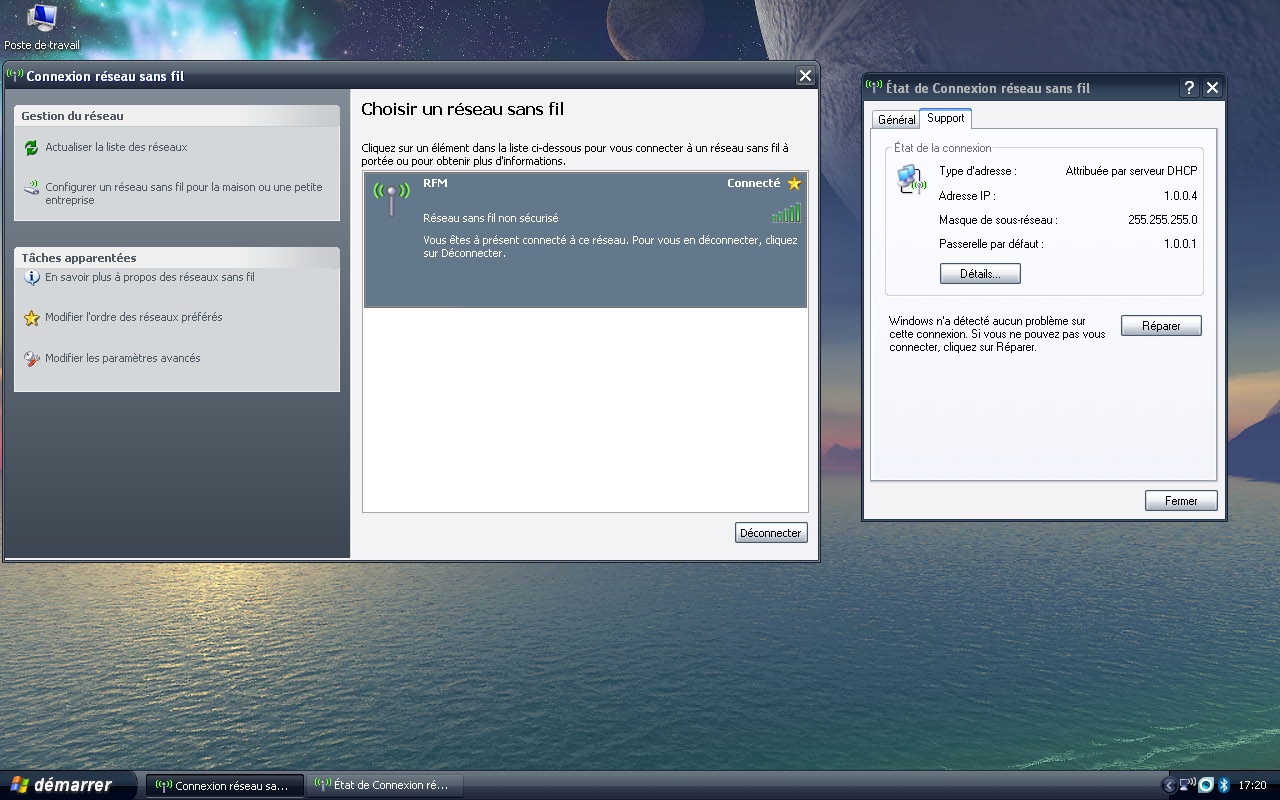 Poste de travail
Connexion réseau sans fil
Gestion du réseau
Actualiser la liste des réseaux
Configurer un réseau sans fil pour la maison ou une petite
entreprise
Tâches apparentées
En savoir plus à propos des réseaux sans fil
Modifier l'ordre des réseaux préférés
Modifier les paramètres avancés
Choisir un réseau sans fil
Cliquez sur un élément dans la liste ci-dessous pour vous connecter à un réseau sans fil à
portée ou pour obtenir plus d'informations.
RFM Connecté
Réseau sans fil non sécurisé
Vous êtes à présent connecté à ce réseau. Pour vous en déconnecter, cliquez
sur Déconnecter.
Déconnecter
État de Connexion réseau sans fil ?
Général Support
État de la connexion
Type d'adresse : Attribuée par serveur DHCP
Adresse IP : 1.0.0.4
Masque de sous-réseau : 255.255.255.0
Passerelle par défaut : 1.0.0.1
Détails...
Windows n'a détecté aucun problème sur
cette connexion. Si vous ne pouvez pas vous
connecter, cliquez sur Réparer.
Réparer
Fermer
démarrer Connexion réseau sa... État de Connexion ré... 17:20